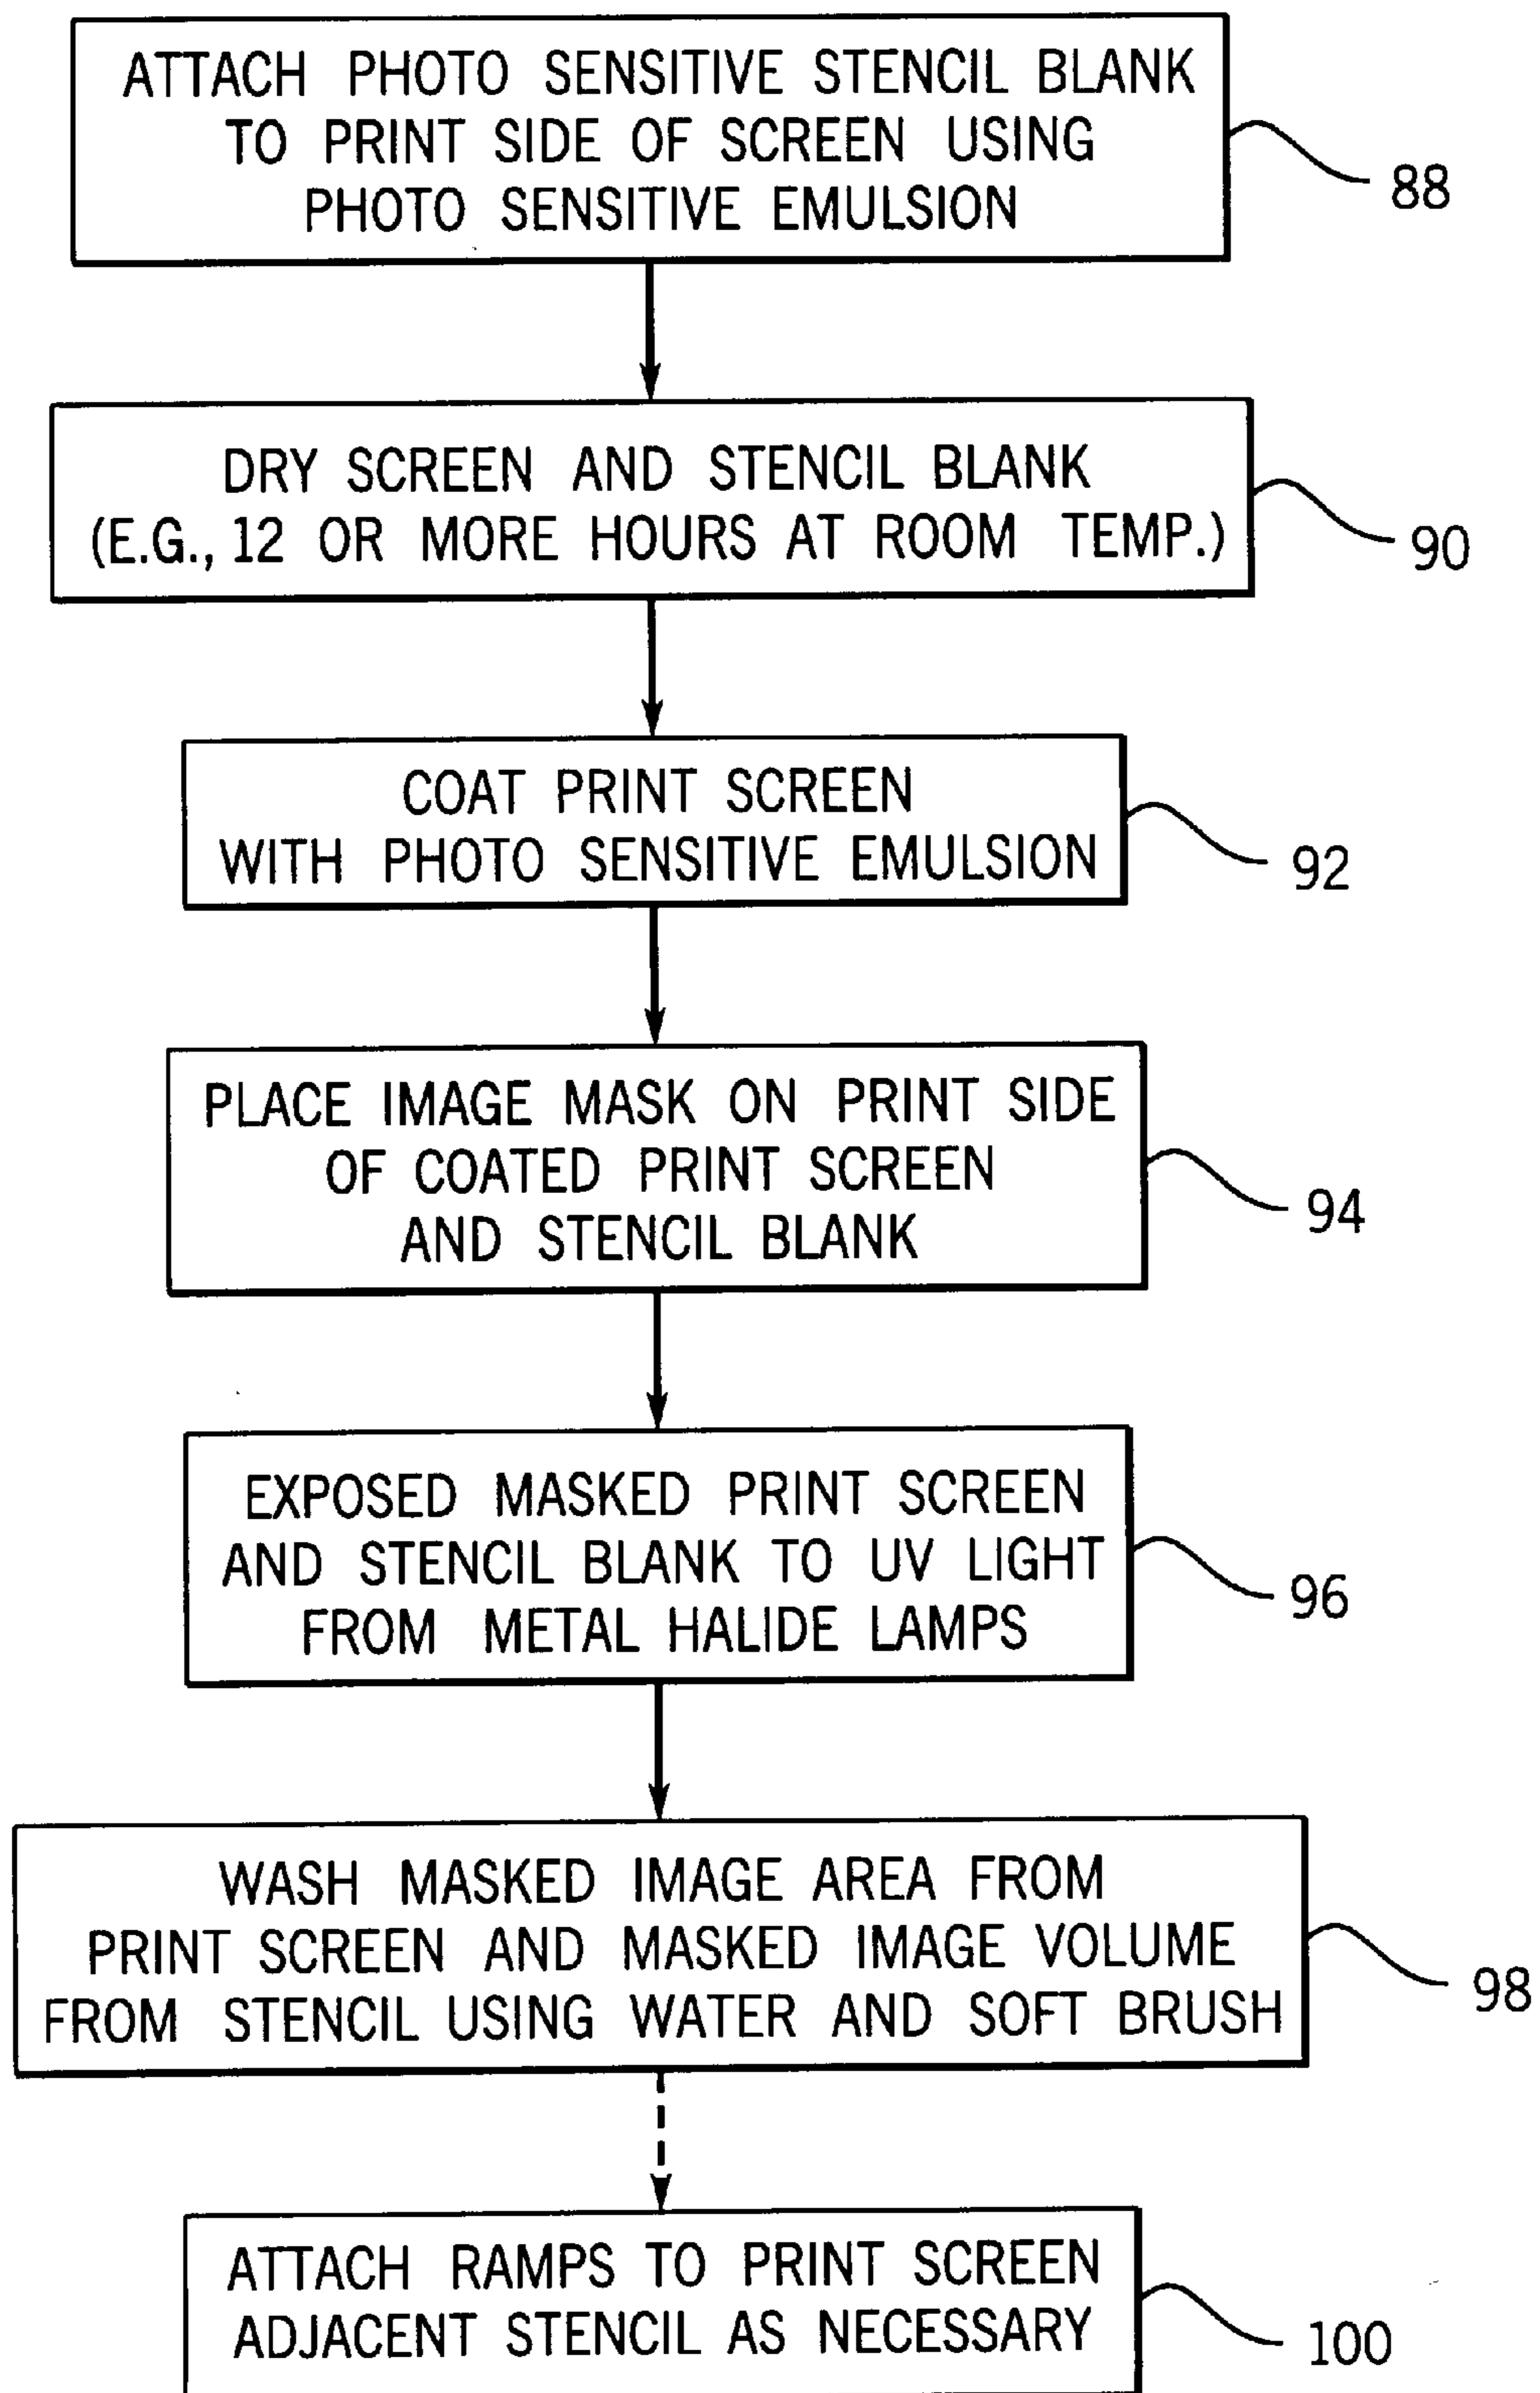 ATTACH PHOTO SENSITIVE STENCIL BLANK
TO PRINT SIDE OF SCREEN USING
PHOTO SENSITIVE EMULSION
88
DRY SCREEN AND STENCIL BLANK
(E.G., 12 OR MORE HOURS AT ROOM TEMP.)
90
COAT PRINT SCREEN
WITH PHOTO SENSITIVE EMULSION
92
PLACE IMAGE MASK ON PRINT SIDE
OF COATED PRINT SCREEN
AND STENCIL BLANK
94
EXPOSED MASKED PRINT SCREEN
AND STENCIL BLANK TO UV LIGHT
FROM METAL HALIDE LAMPS
96
WASH MASKED IMAGE AREA FROM
PRINT SCREEN AND MASKED IMAGE VOLUME
FROM STENCIL USING WATER AND SOFT BRUSH
98
ATTACH RAMPS TO PRINT SCREEN
ADJACENT STENCIL AS NECESSARY
100